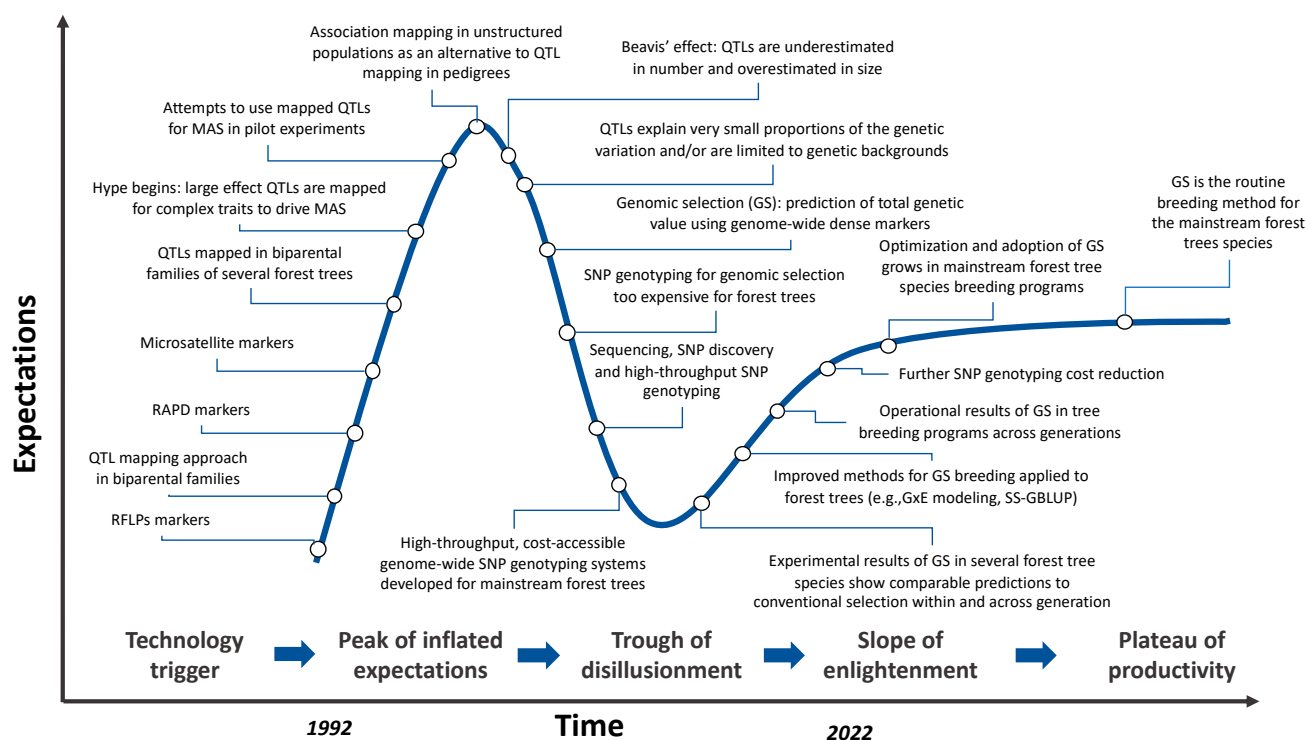 Association mapping in unstructured
populations as an alternative to QTL
mapping in pedigrees
Beavis' effect: QTLs are underestimated
in number and overestimated in size
Attempts to use mapped QTLs
for MAS in pilot experiments
QTLs explain very small proportions of the genetic
variation and/or are limited to genetic backgrounds
Hype begins: large effect QTLs are mapped
for complex traits to drive MAS
Genomic selection (GS): prediction of total genetic
value using genome-wide dense markers
GS is the routine
breeding method for
the mainstream forest
trees species
QTLs mapped in biparental
families of several forest trees
Optimization and adoption of GS
grows in mainstream forest tree
species breeding programs
SNP genotyping for genomic selection
too expensive for forest trees
Microsatellite markers
Sequencing, SNP discovery
and high-throughput SNP
genotyping
Further SNP genotyping cost reduction
RAPD markers
Operational results of GS in tree
breeding programs across generations
QTL mapping approach
in biparental families
Improved methods for GS breeding applied to
forest trees (e.g.,GxE modeling, SS-GBLUP)
RFLPs markers
High-throughput, cost-accessible
genome-wide SNP genotyping systems
developed for mainstream forest trees
Experimental results of GS in several forest tree
species show comparable predictions to
conventional selection within and across generation
Expectations
Technology
trigger
Peak of inflated
expectations
Trough of
disillusionment
Slope of
enlightenment
Plateau of
productivity
1992
Time
2022